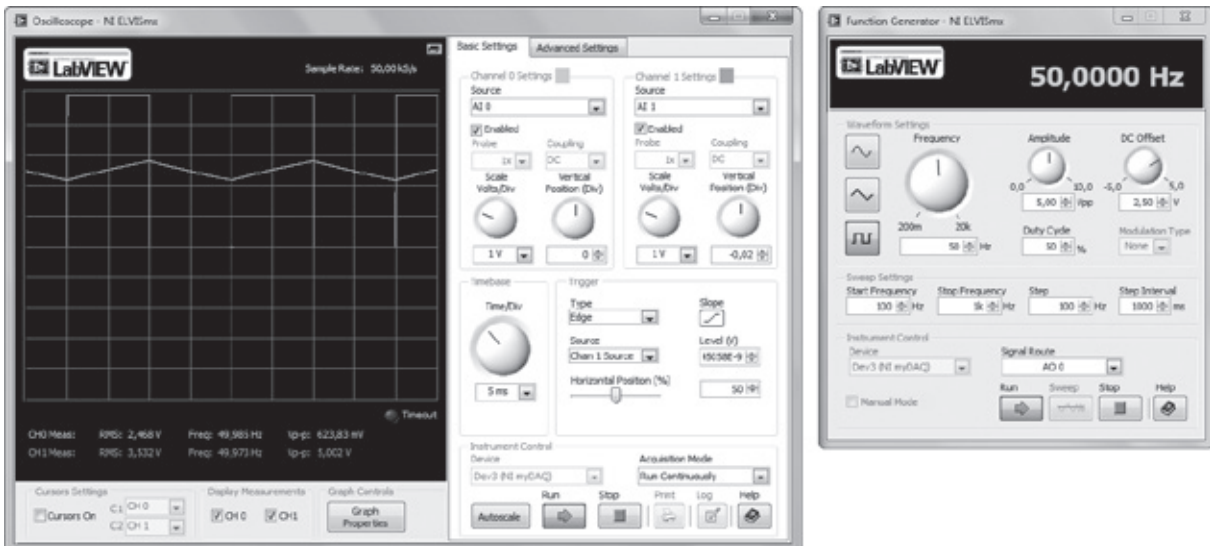 Oscilloscope - NI ELVISmx
LabVIEW
Sample Rate: 50,00 kS/s
Timeout
CH0 Meas: RMS: 2,468 V Freq: 49,985 Hz Vp-p: 623,83 mV
CH1 Meas: RMS: 3,532 V Freq: 49,973 Hz Vp-p: 5,002 V
Cursors Settings
Cursors On
C1 CH 0
C2 CH 1
Display Measurements
CH 0 CH1
Graph Controls
Graph Properties
Basic Settings Advanced Settings
Channel 0 Settings
Source
AI 0
Enabled
Probe Coupling
1x DC
Scale Vertical
Volts/Div Position (Div)
1 V 0
Channel 1 Settings
Source
AI 1
Enabled
Probe Coupling
1x DC
Scale Vertical
Volts/Div Position (Div)
1 V -0,02
Timebase
Time/Div
5 ms
Trigger
Type Slope
Edge
Source Level (V)
Chan 1 Source
Horizontal Position (%)
50
Instrument Control
Device Acquisition Mode
Dev3 (NI myDAQ) Run Continuously
Run Stop Print Log Help
Autoscale
Function Generator - NI ELVISmx
LabVIEW
50,0000 Hz
Waveform Settings
Frequency Amplitude DC Offset
200m 20k
0,0 10,0 -5,0 5,0
5,00 Vpp 2,50 V
50 Hz
Duty Cycle Modulation Type
50 % None
Sweep Settings
Start Frequency Stop Frequency Step Step Interval
100 Hz 1k Hz 100 Hz 1000 ms
Instrument Control
Device Signal Route
Dev3 (NI myDAQ) AO 0
Run Sweep Stop Help
Manual Mode